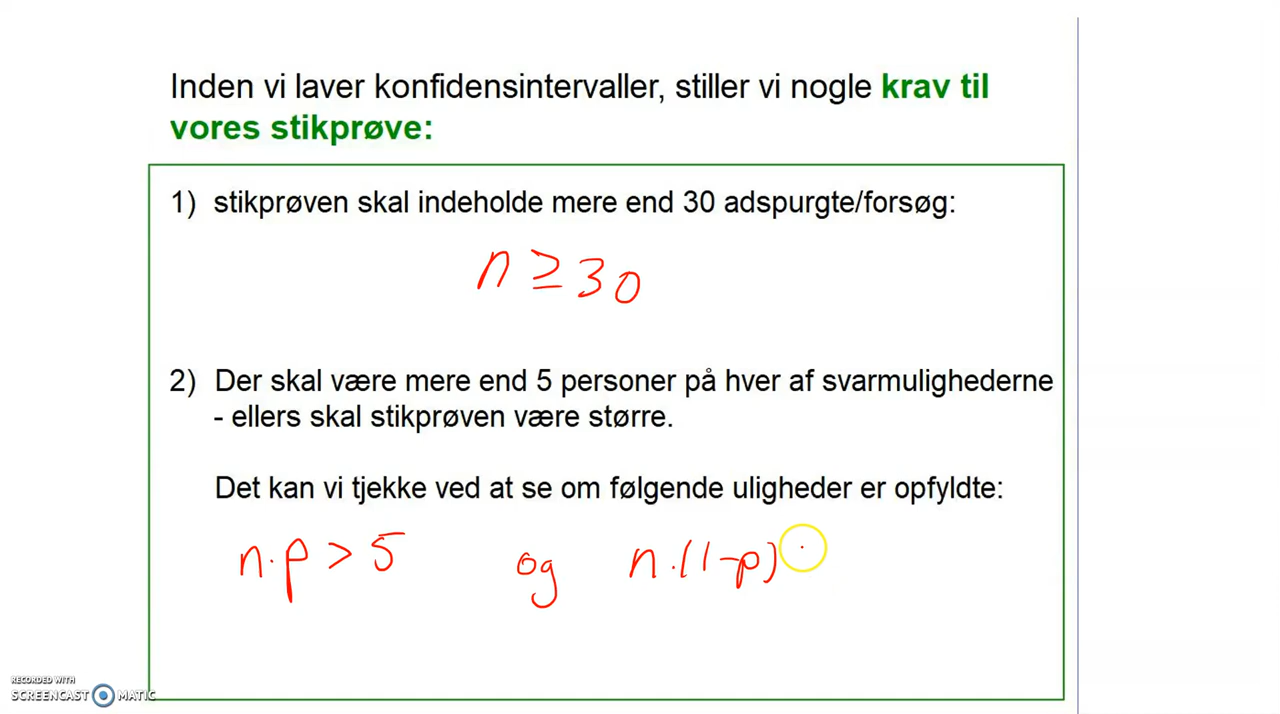 Inden vi laver konfidensintervaller, stiller vi nogle krav til
vores stikprøve:
1) stikprøven skal indeholde mere end 30 adspurgte/forsøg:
n ≥ 30
2) Der skal være mere end 5 personer på hver af svarmulighederne
- ellers skal stikprøven være større.
Det kan vi tjekke ved at se om følgende uligheder er opfyldte:
n·p > 5 og n·(1-p)
RECORDED WITH
SCREENCAST MATIC